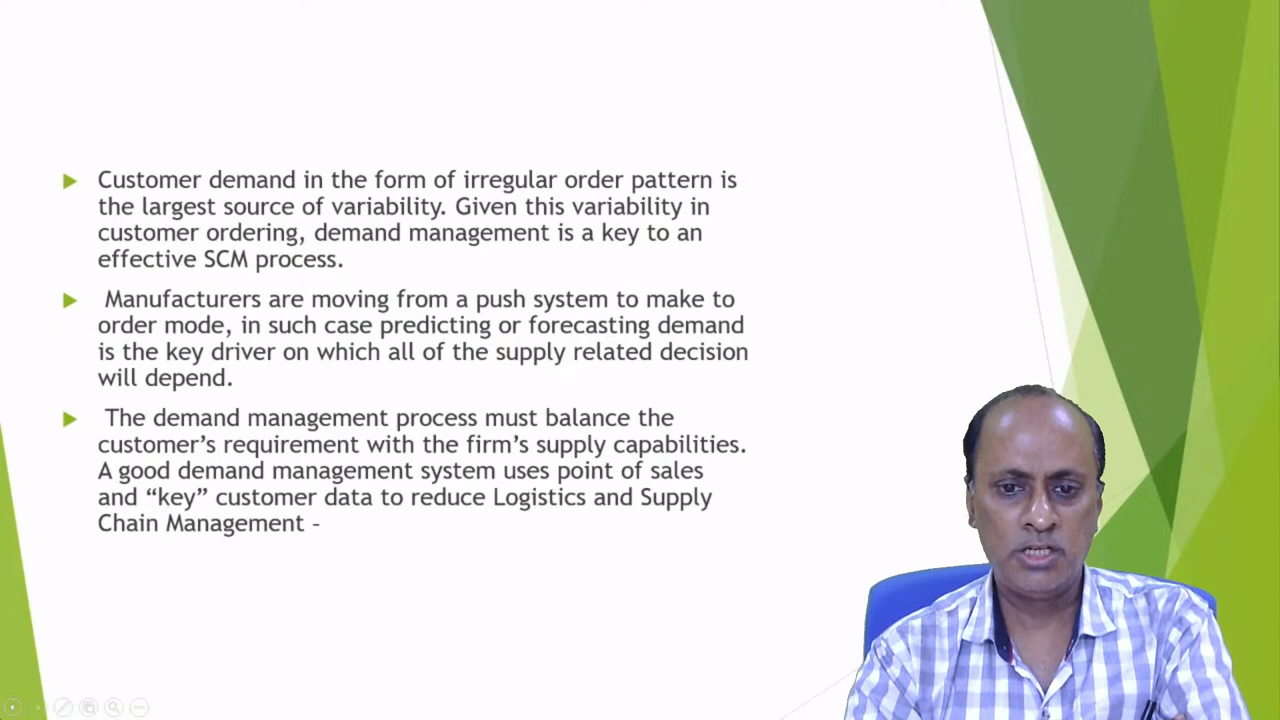 Customer demand in the form of irregular order pattern is
the largest source of variability. Given this variability in
customer ordering, demand management is a key to an
effective SCM process.
Manufacturers are moving from a push system to make to
order mode, in such case predicting or forecasting demand
is the key driver on which all of the supply related decision
will depend.
The demand management process must balance the
customer’s requirement with the firm’s supply capabilities.
A good demand management system uses point of sales
and “key” customer data to reduce Logistics and Supply
Chain Management –